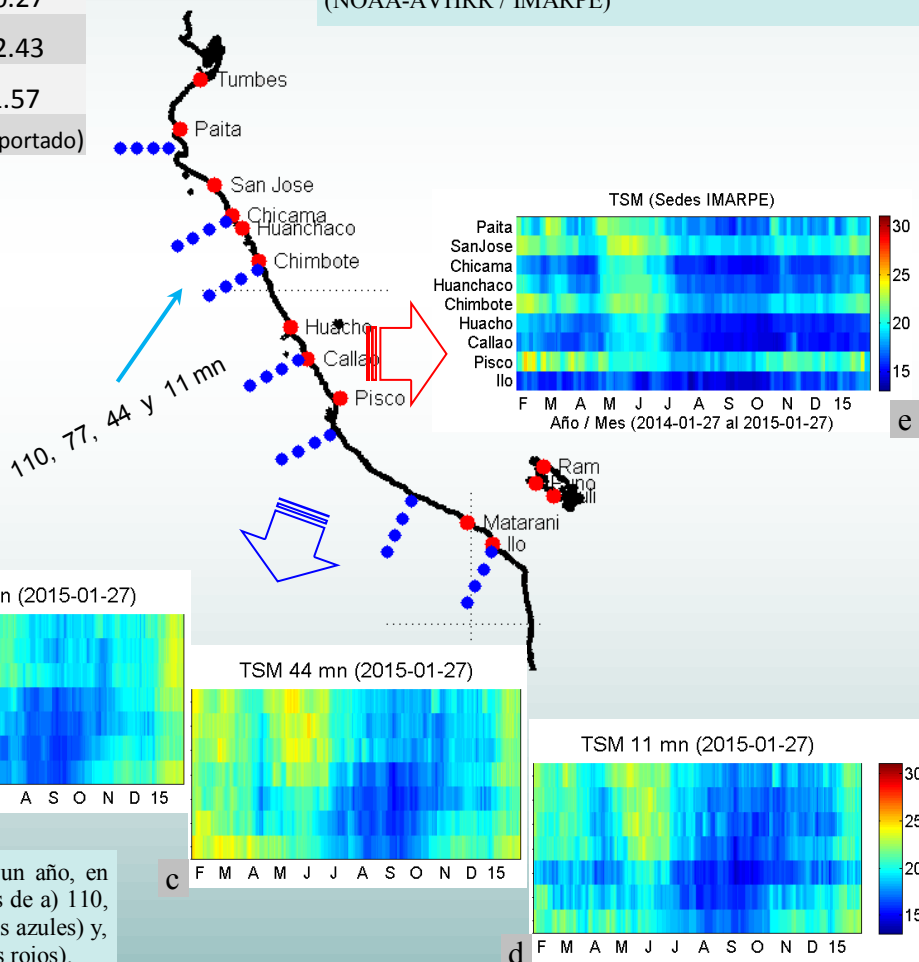 2.43
.57
portado)
(NOAA-AVHRR / IMARPE)
Tumbes
Paita
San Jose
Chicama
Huanchaco
Chimbote
Huacho
Callao
Pisco
Matarani
Ilo
Ram
110, 77, 44 y 11 mn
TSM (Sedes IMARPE)
Paita
SanJose
Chicama
Huanchaco
Chimbote
Huacho
Callao
Pisco
Ilo
30
25
20
15
F M A M J J A S O N D 15
Año / Mes (2014-01-27 al 2015-01-27)
e
n (2015-01-27)
A S O N D 15
TSM 44 mn (2015-01-27)
F M A M J J A S O N D 15
c
TSM 11 mn (2015-01-27)
30
25
20
15
F M A M J J A S O N D 15
d
un año, en
s de a) 110,
s azules) y,
s rojos).